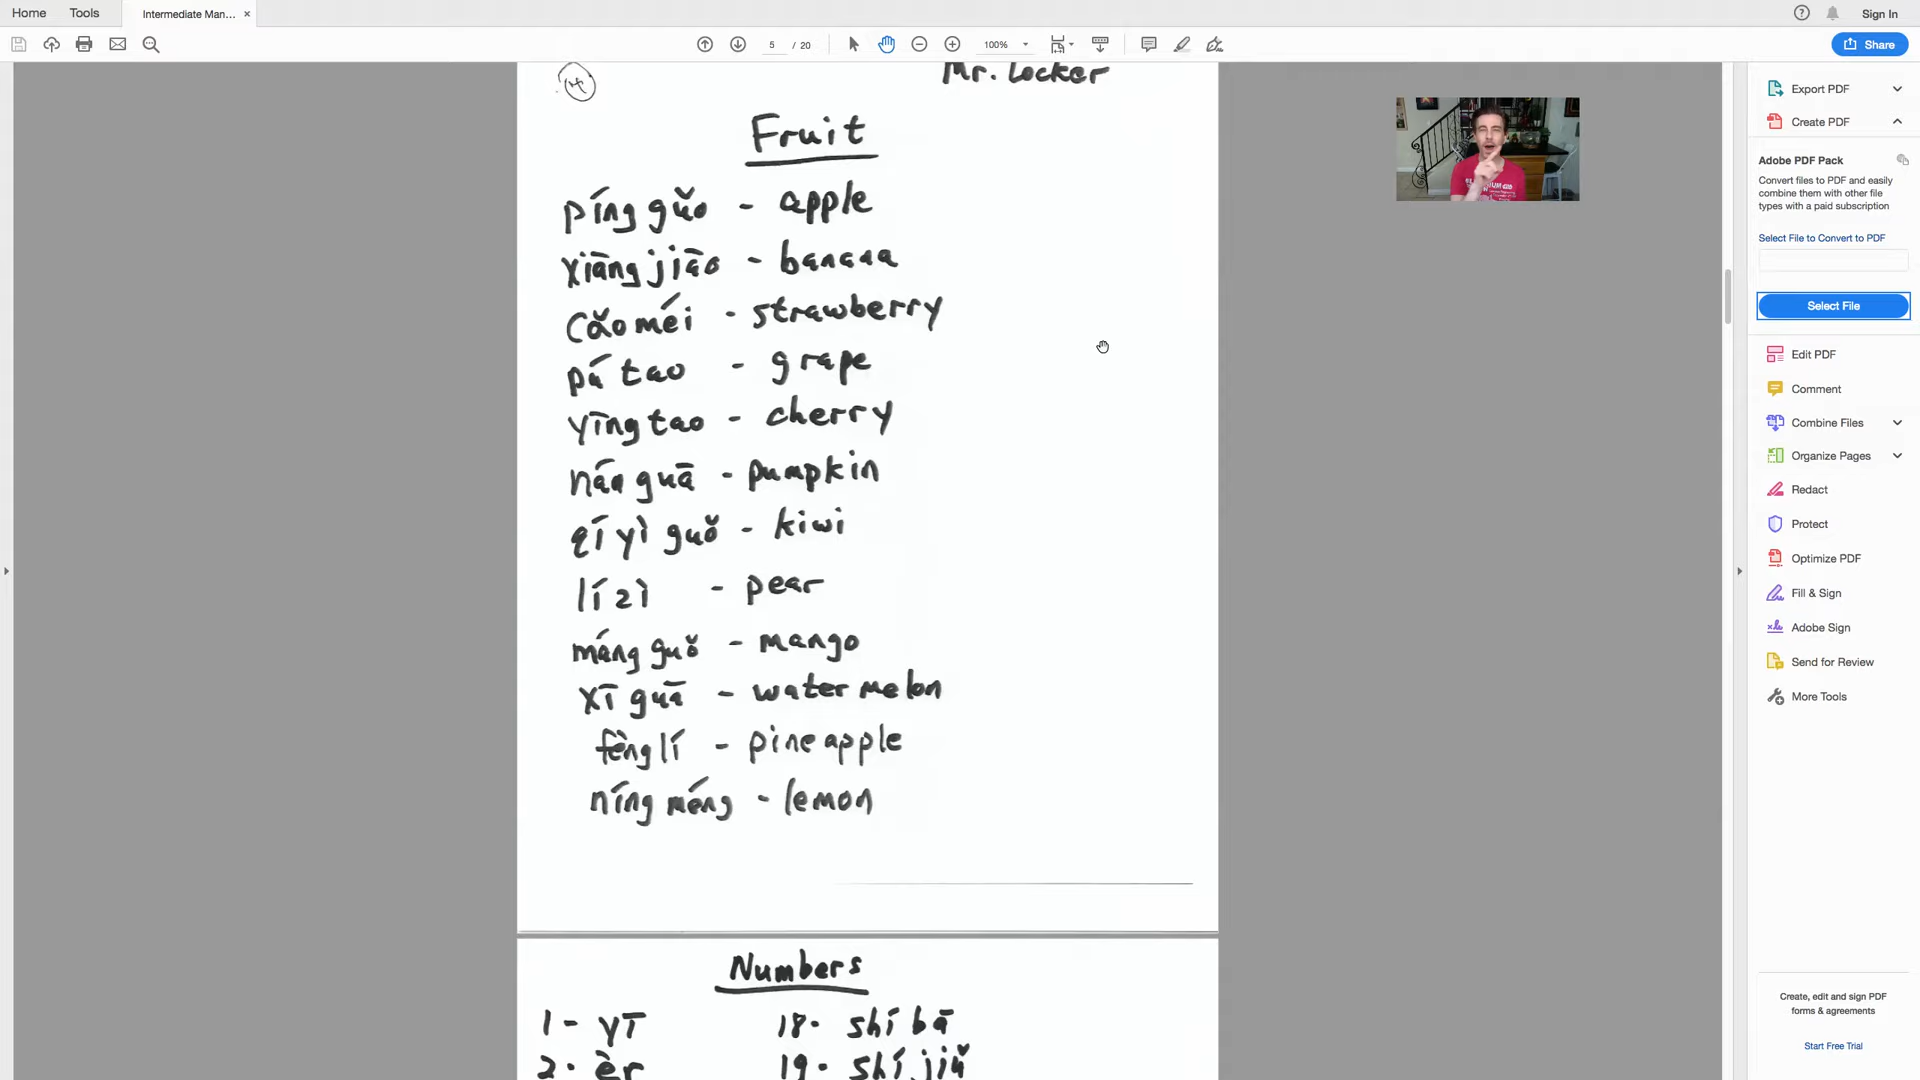 Home
Tools
Intermediate Man... ×
Sign In
5 / 20
100%
Share
Mr. Locker
4
Fruit
píng gǔo - apple
xiāng jiāo - banana
Cǎo méi - strawberry
pú tao - grape
yīng tao - cherry
nán guā - pumpkin
qí yì guǒ - kiwi
lí zì - pear
máng guǒ - mango
xī guā - water melon
fèng lí - pineapple
níng méng - lemon
Numbers
1 - yī 18 - shí bā
2 - èr 19 - shí jiǔ
Export PDF
Create PDF
Adobe PDF Pack
Convert files to PDF and easily
combine them with other file
types with a paid subscription
Select File to Convert to PDF
Select File
Edit PDF
Comment
Combine Files
Organize Pages
Redact
Protect
Optimize PDF
Fill & Sign
Adobe Sign
Send for Review
More Tools
Create, edit and sign PDF
forms & agreements
Start Free Trial